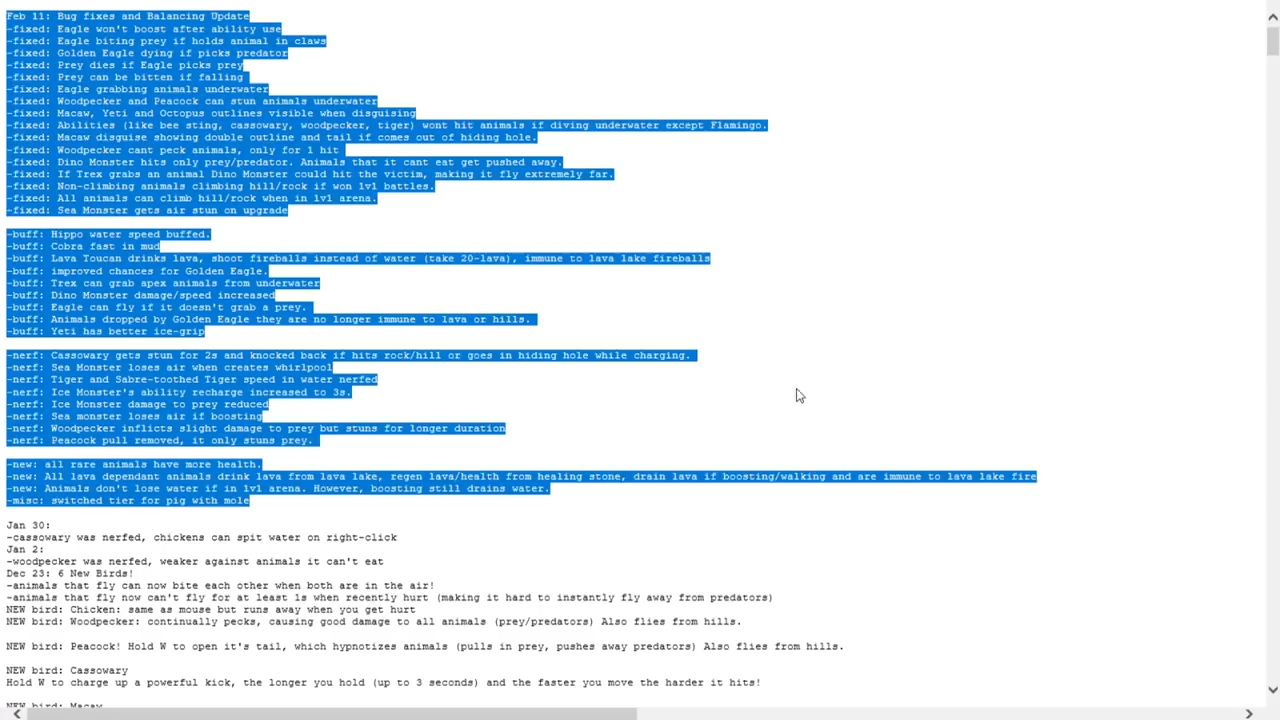 Feb 11: Bug fixes and Balancing Update
-fixed: Eagle won't boost after ability use
-fixed: Eagle biting prey if holds animal in claws
-fixed: Golden Eagle dying if picks predator
-fixed: Prey dies if Eagle picks prey
-fixed: Prey can be bitten if falling
-fixed: Eagle grabbing animals underwater
-fixed: Woodpecker and Peacock can stun animals underwater
-fixed: Macaw, Yeti and Octopus outlines visible when disguising
-fixed: Abilities (like bee sting, cassowary, woodpecker, tiger) wont hit animals if diving underwater except Flamingo.
-fixed: Macaw disguise showing double outline and tail if comes out of hiding hole.
-fixed: Woodpecker cant peck animals, only for 1 hit
-fixed: Dino Monster hits only prey/predator. Animals that it cant eat get pushed away.
-fixed: If Trex grabs an animal Dino Monster could hit the victim, making it fly extremely far.
-fixed: Non-climbing animals climbing hill/rock if won 1v1 battles.
-fixed: All animals can climb hill/rock when in 1v1 arena.
-fixed: Sea Monster gets air stun on upgrade
-buff: Hippo water speed buffed.
-buff: Cobra fast in mud
-buff: Lava Toucan drinks lava, shoot fireballs instead of water (take 20-lava), immune to lava lake fireballs
-buff: improved chances for Golden Eagle.
-buff: Trex can grab apex animals from underwater
-buff: Dino Monster damage/speed increased
-buff: Eagle can fly if it doesn't grab a prey.
-buff: Animals dropped by Golden Eagle they are no longer immune to lava or hills.
-buff: Yeti has better ice-grip
-nerf: Cassowary gets stun for 2s and knocked back if hits rock/hill or goes in hiding hole while charging.
-nerf: Sea Monster loses air when creates whirlpool
-nerf: Tiger and Sabre-toothed Tiger speed in water nerfed
-nerf: Ice Monster's ability recharge increased to 3s.
-nerf: Ice Monster damage to prey reduced
-nerf: Sea monster loses air if boosting
-nerf: Woodpecker inflicts slight damage to prey but stuns for longer duration
-nerf: Peacock pull removed, it only stuns prey.
-new: all rare animals have more health.
-new: All lava dependant animals drink lava from lava lake, regen lava/health from healing stone, drain lava if boosting/walking and are immune to lava lake fire
-new: Animals don't lose water if in 1v1 arena. However, boosting still drains water.
-misc: switched tier for pig with mole
Jan 30:
-cassowary was nerfed, chickens can spit water on right-click
Jan 2:
-woodpecker was nerfed, weaker against animals it can't eat
Dec 23: 6 New Birds!
-animals that fly can now bite each other when both are in the air!
-animals that fly now can't fly for at least 1s when recently hurt (making it hard to instantly fly away from predators)
NEW bird: Chicken: same as mouse but runs away when you get hurt
NEW bird: Woodpecker: continually pecks, causing good damage to all animals (prey/predators) Also flies from hills.
NEW bird: Peacock! Hold W to open it's tail, which hypnotizes animals (pulls in prey, pushes away predators) Also flies from hills.
NEW bird: Cassowary
Hold W to charge up a powerful kick, the longer you hold (up to 3 seconds) and the faster you move the harder it hits!
NEW bird: Macaw